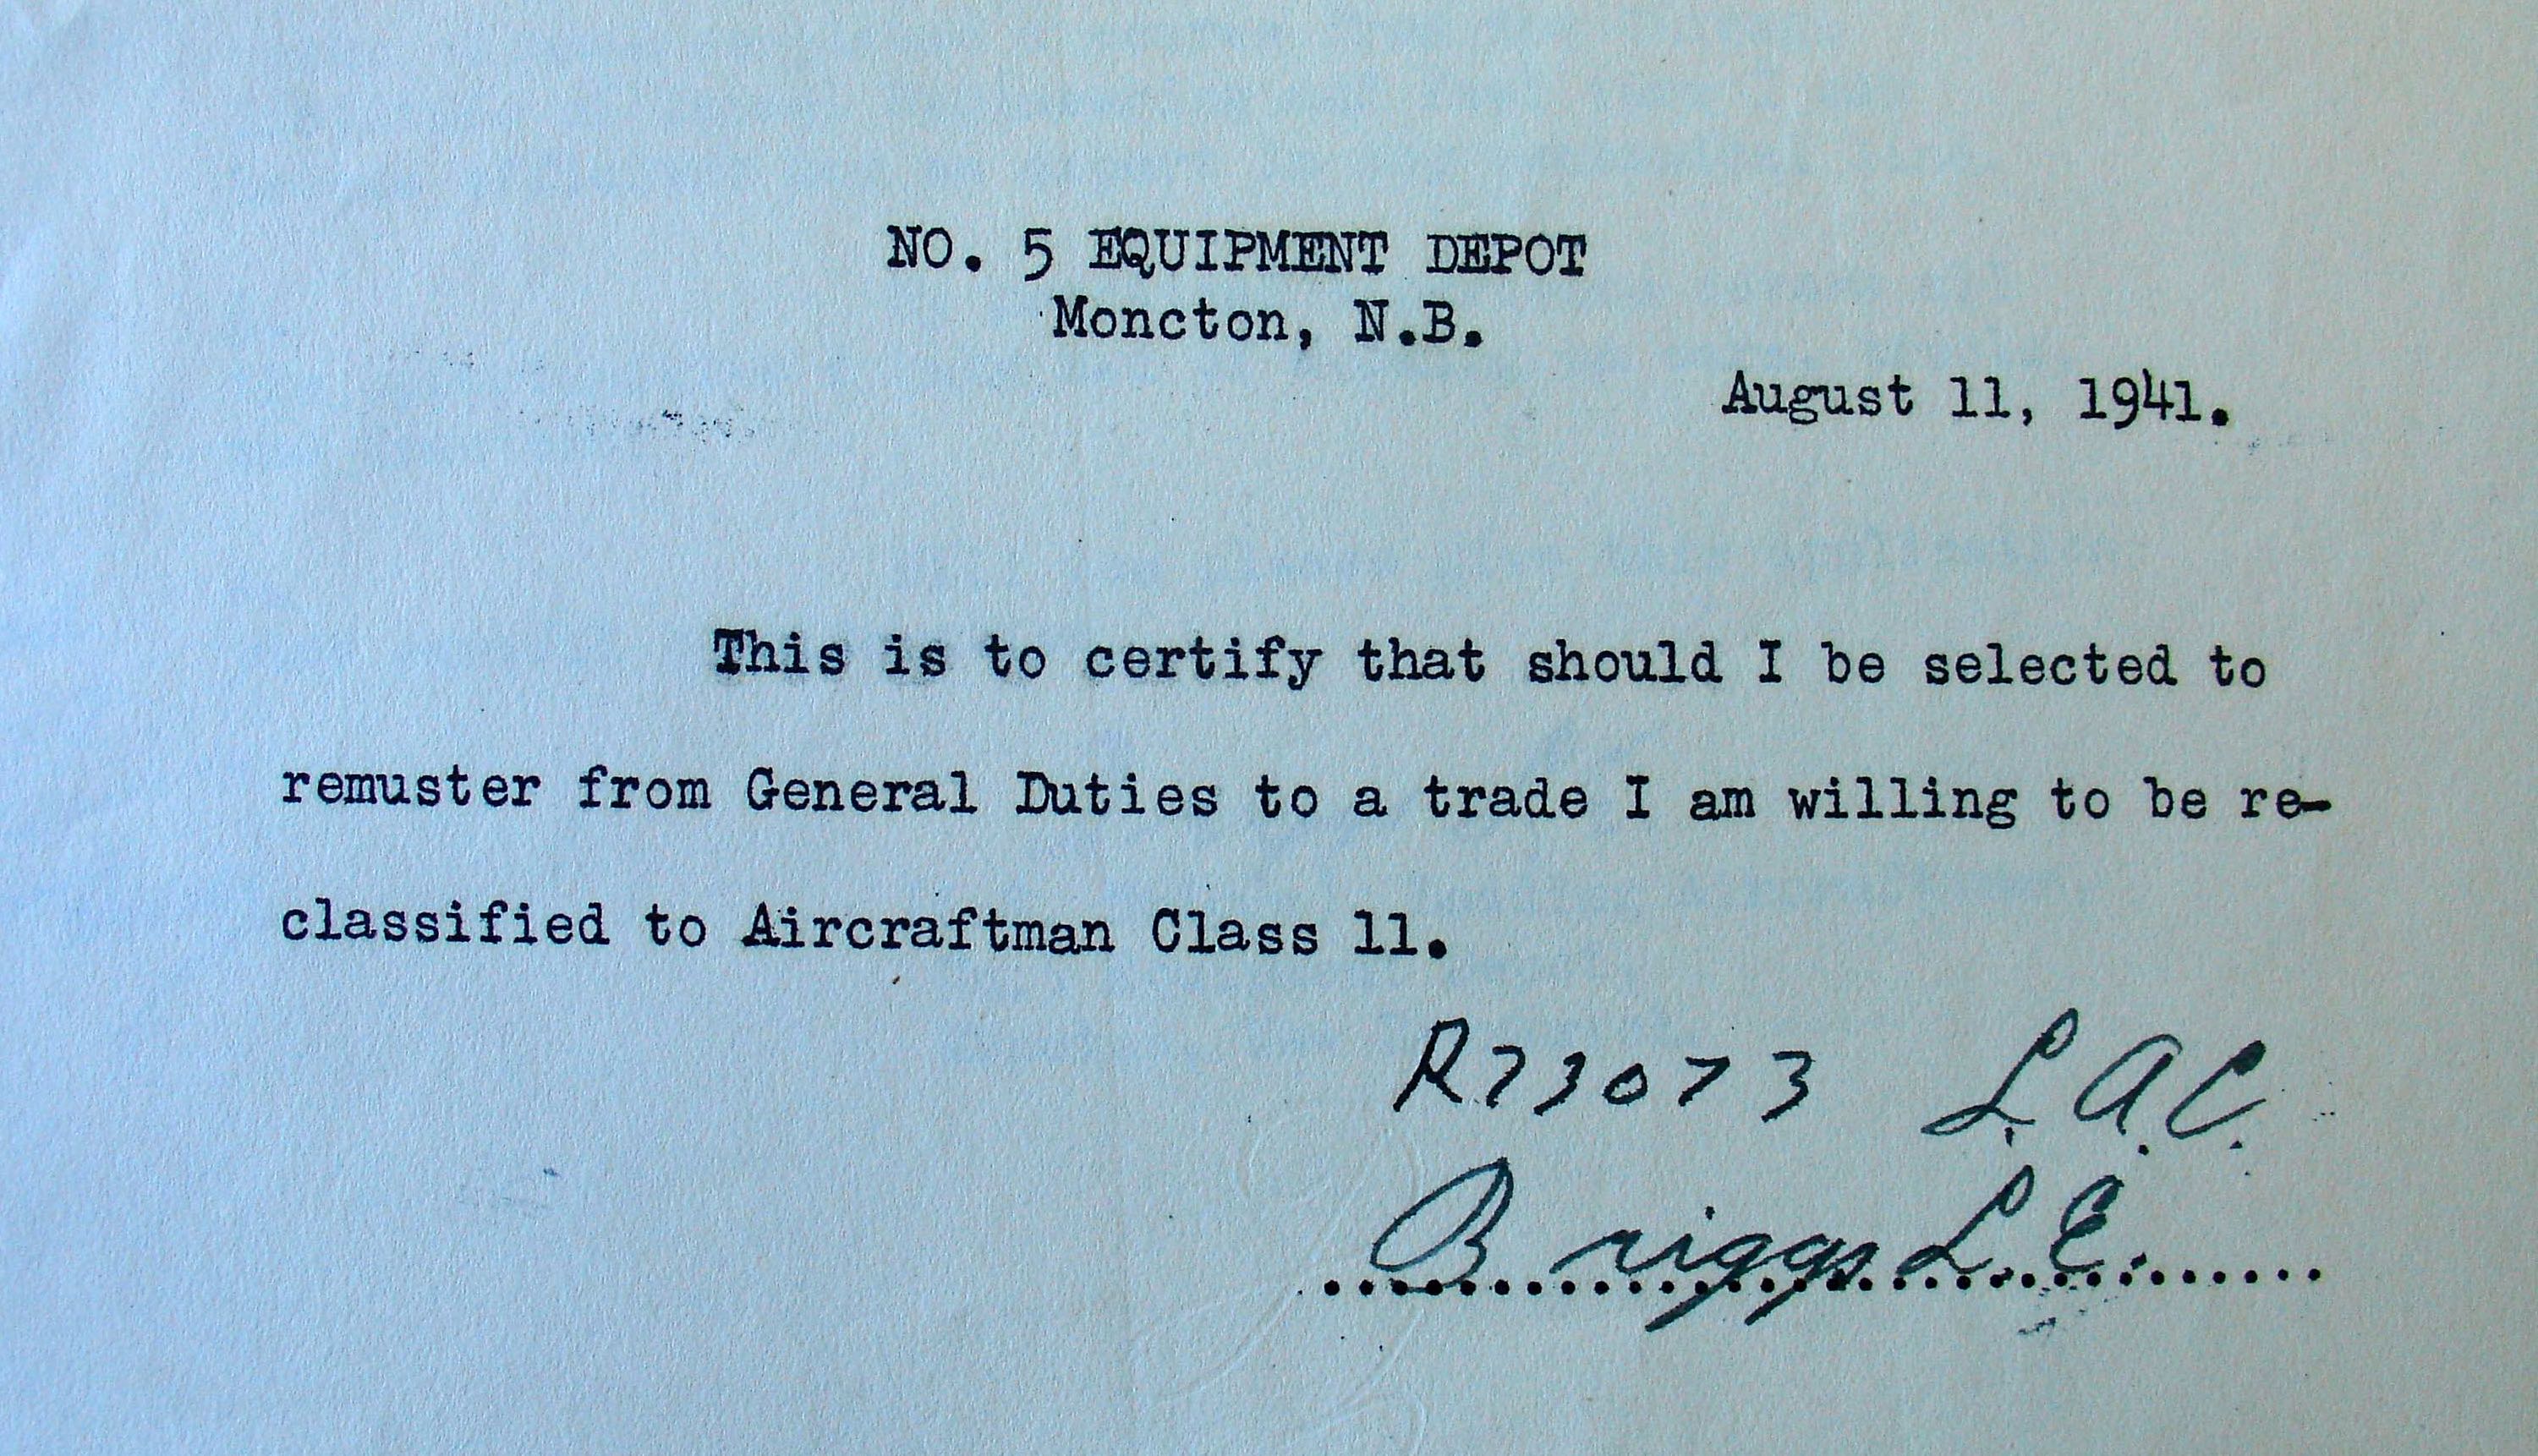 NO. 5 EQUIPMENT DEPOT
Moncton, N.B.
August 11, 1941.
This is to certify that should I be selected to
remuster from General Duties to a trade I am willing to be re-
classified to Aircraftman Class 11.
R73073 L.A.C.
Briggs L.E.